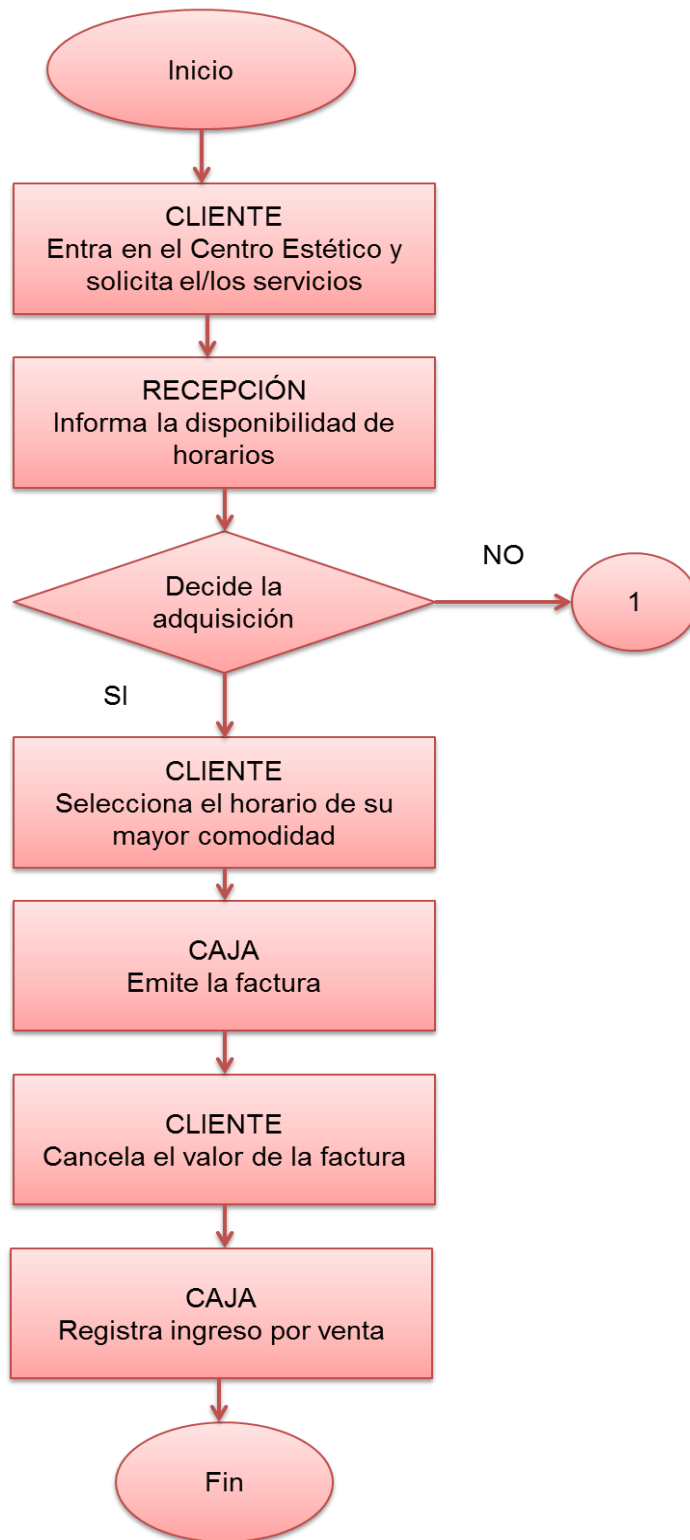 Inicio
CLIENTE
Entra en el Centro Estético y
solicita el/los servicios
RECEPCIÓN
Informa la disponibilidad de
horarios
NO
Decide la
adquisición
1
SI
CLIENTE
Selecciona el horario de su
mayor comodidad
CAJA
Emite la factura
CLIENTE
Cancela el valor de la factura
CAJA
Registra ingreso por venta
Fin